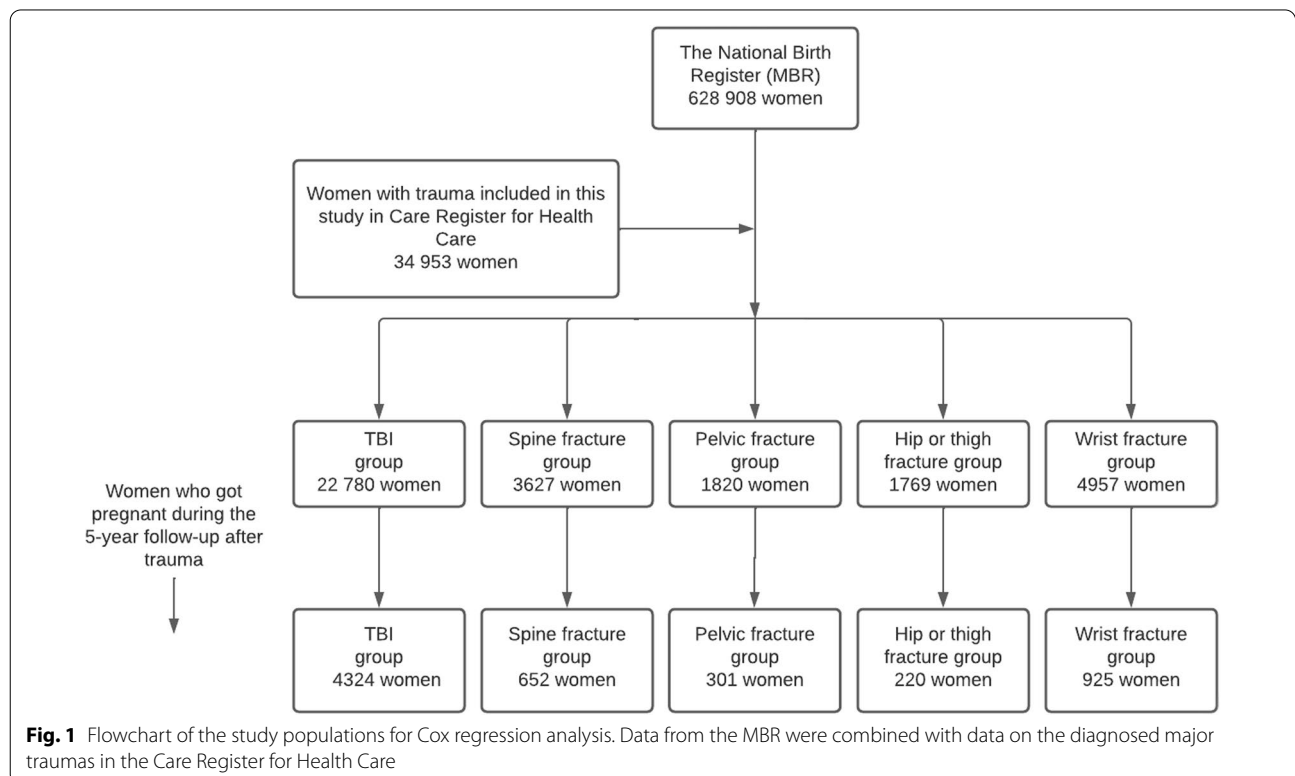 The National Birth
Register (MBR)
628 908 women
Women with trauma included in this
study in Care Register for Health
Care
34 953 women
TBI
group
22 780 women
Spine fracture
group
3627 women
Pelvic fracture
group
1820 women
Hip or thigh
fracture group
1769 women
Wrist fracture
group
4957 women
Women who got
pregnant during the
5-year follow-up after
trauma
TBI
group
4324 women
Spine fracture
group
652 women
Pelvic fracture
group
301 women
Hip or thigh
fracture group
220 women
Wrist fracture
group
925 women
Fig. 1 Flowchart of the study populations for Cox regression analysis. Data from the MBR were combined with data on the diagnosed major
traumas in the Care Register for Health Care